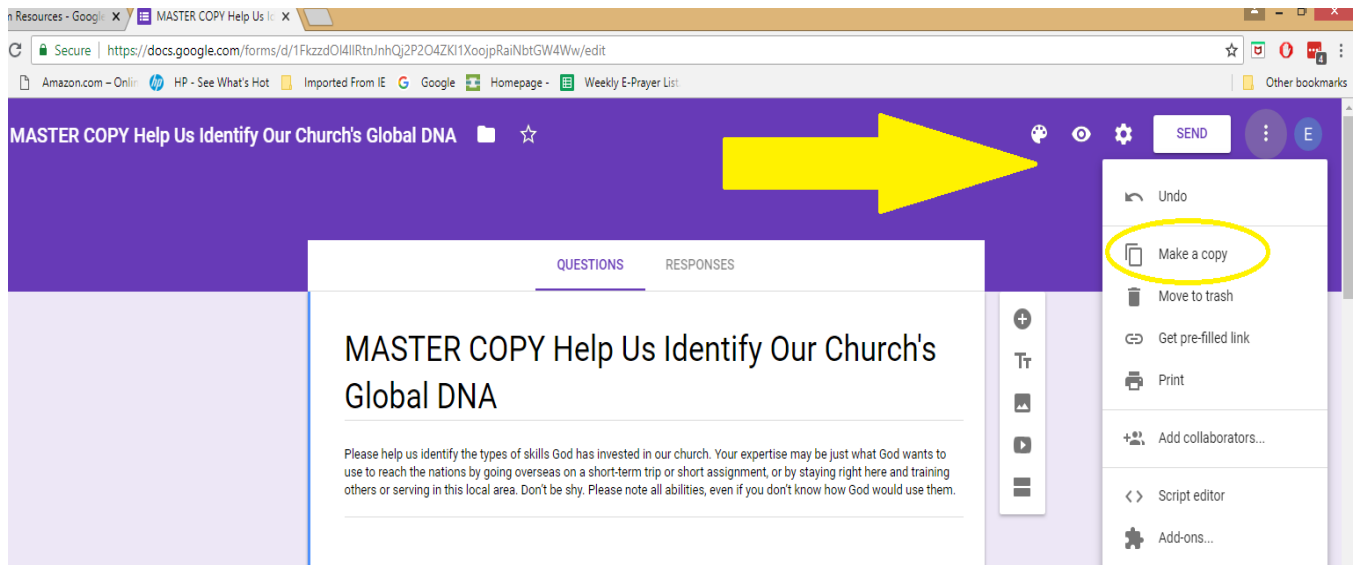 n Resources - Google
MASTER COPY Help Us Id
Secure | https://docs.google.com/forms/d/1FkzzdOl4IIRtnJnhQj2P2O4ZKI1XoojpRaiNbtGW4Ww/edit
4
Amazon.com – Onlin HP - See What's Hot Imported From IE G Google Homepage - Weekly E-Prayer List Other bookmarks
MASTER COPY Help Us Identify Our Church's Global DNA SEND E
Undo
Make a copy
QUESTIONS RESPONSES
Move to trash
MASTER COPY Help Us Identify Our Church's
Global DNA
Get pre-filled link
Tт
Print
Add collaborators...
Please help us identify the types of skills God has invested in our church. Your expertise may be just what God wants to
use to reach the nations by going overseas on a short-term trip or short assignment, or by staying right here and training
others or serving in this local area. Don't be shy. Please note all abilities, even if you don't know how God would use them.
Script editor
Add-ons...